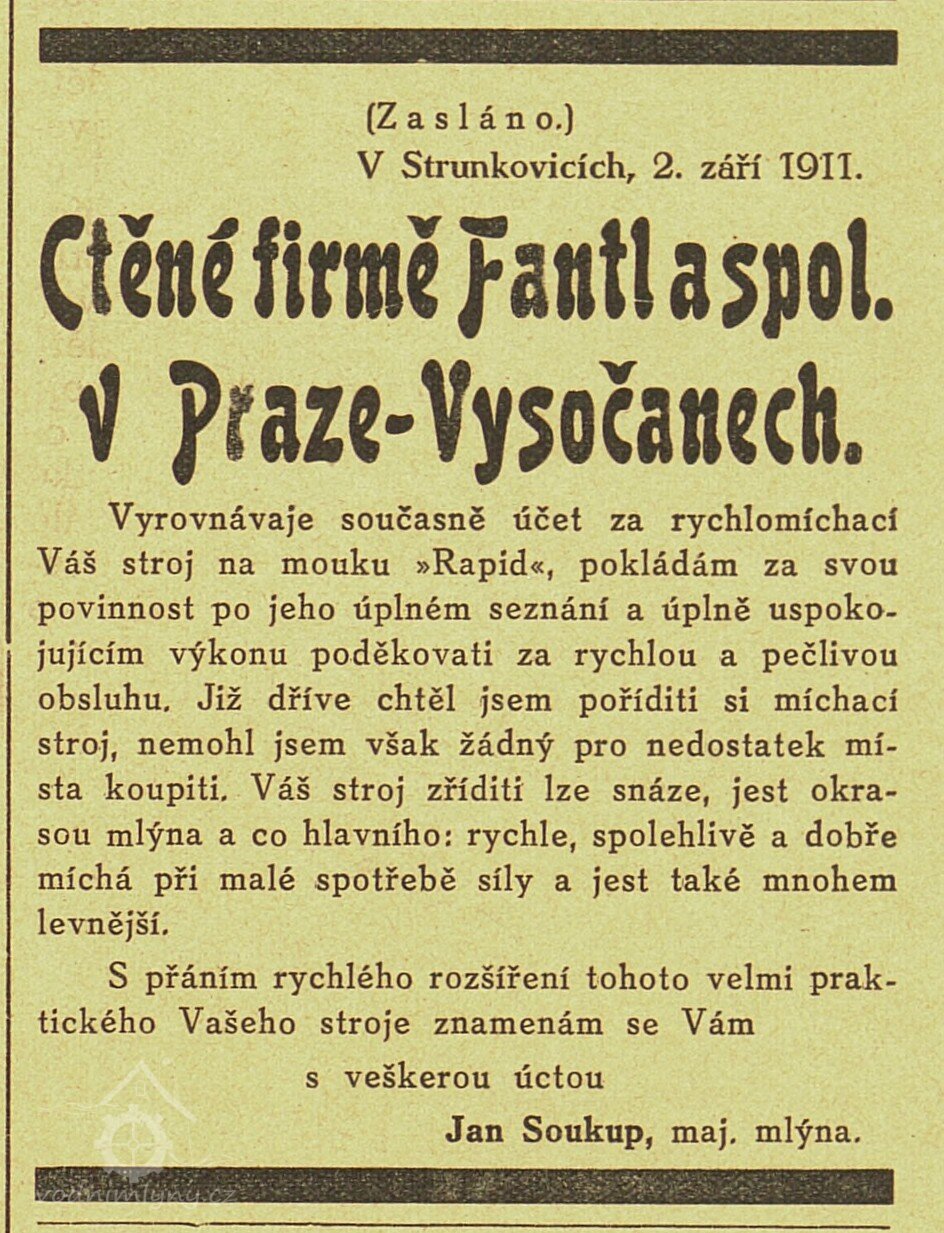 (Zasláno.)
V Strunkovicích, 2. září 1911.
Ctěné firmě Fantl a spol.
v Praze-Vysočanech.
Vyrovnávaje současně účet za rychlomíchací
Váš stroj na mouku »Rapid«, pokládám za svou
povinnost po jeho úplném seznání a úplně uspoko-
jujícím výkonu poděkovati za rychlou a pečlivou
obsluhu. Již dříve chtěl jsem poříditi si míchací
stroj, nemohl jsem však žádný pro nedostatek mí-
sta koupiti. Váš stroj zříditi lze snáze, jest okra-
sou mlýna a co hlavního: rychle, spolehlivě a dobře
míchá při malé spotřebě síly a jest také mnohem
levnější.
S přáním rychlého rozšíření tohoto velmi prak-
tického Vašeho stroje znamenám se Vám
s veškerou úctou
Jan Soukup, maj. mlýna.
vodnimlyny.cz